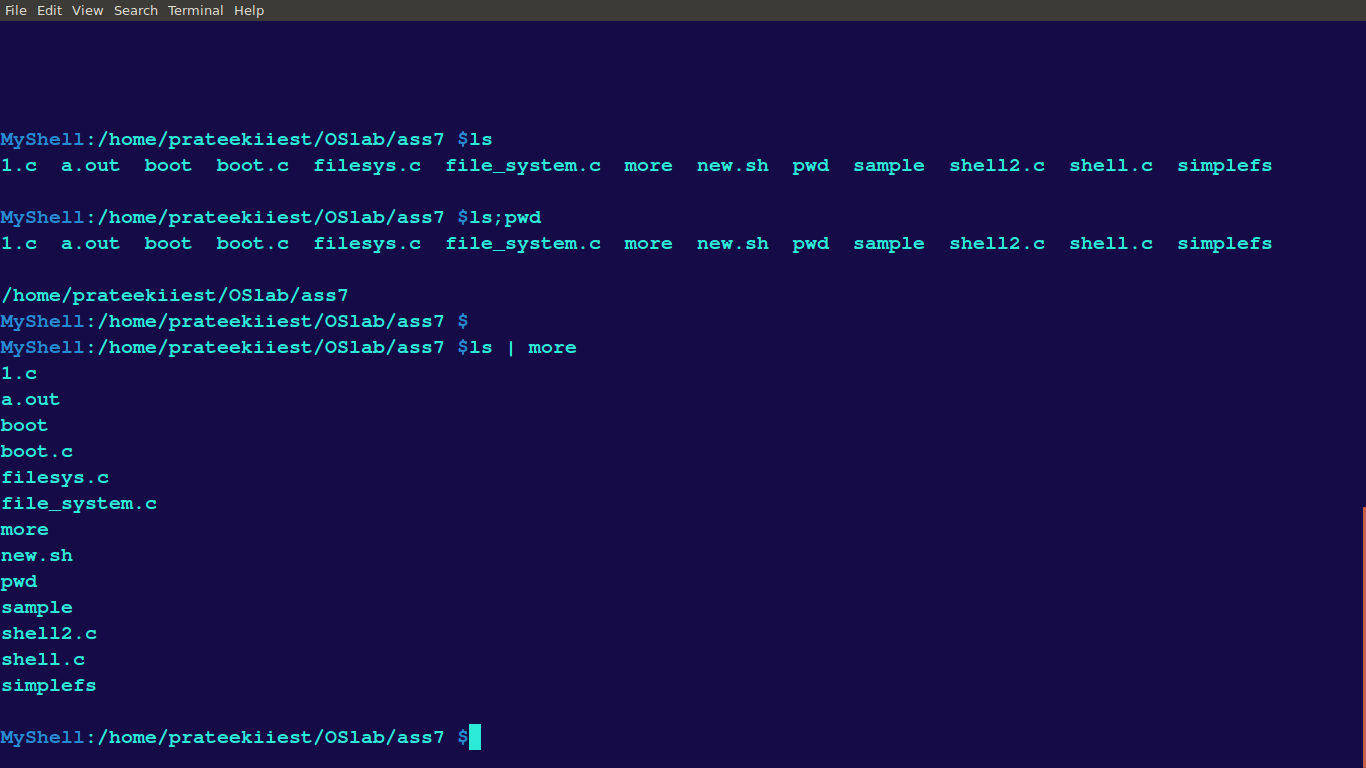 File Edit View Search Terminal Help
MyShell:/home/prateekiiest/OSlab/ass7 $ls
1.c  a.out  boot  boot.c  filesys.c  file_system.c  more  new.sh  pwd  sample  shell2.c  shell.c  simplefs
MyShell:/home/prateekiiest/OSlab/ass7 $ls;pwd
1.c  a.out  boot  boot.c  filesys.c  file_system.c  more  new.sh  pwd  sample  shell2.c  shell.c  simplefs
/home/prateekiiest/OSlab/ass7
MyShell:/home/prateekiiest/OSlab/ass7 $
MyShell:/home/prateekiiest/OSlab/ass7 $ls | more
1.c
a.out
boot
boot.c
filesys.c
file_system.c
more
new.sh
pwd
sample
shell2.c
shell.c
simplefs
MyShell:/home/prateekiiest/OSlab/ass7 $